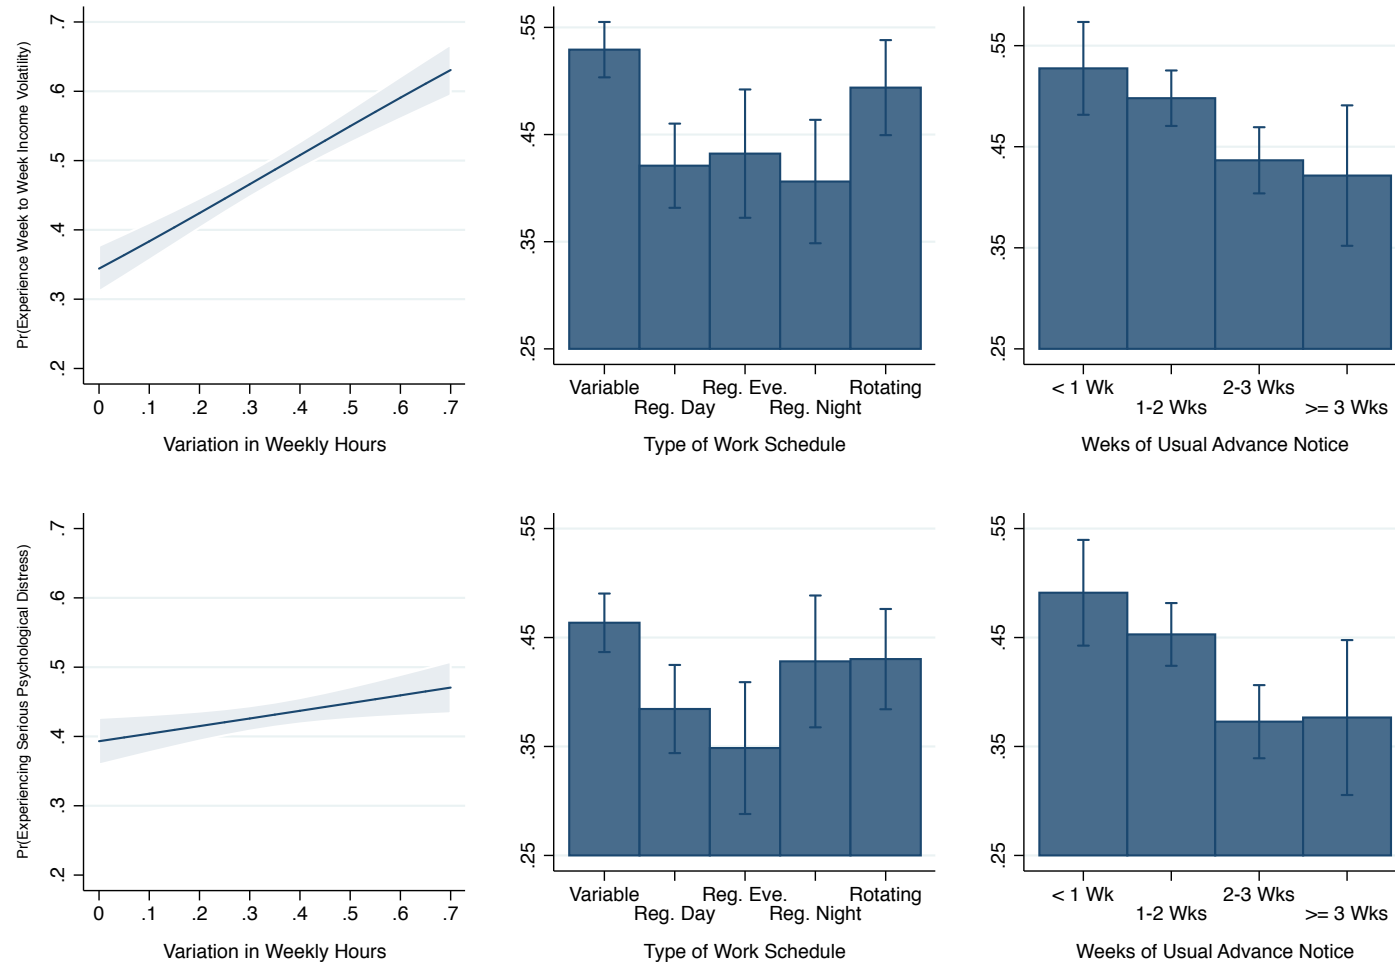 Pr(Experience Week to Week Income Volatility)
.7
.6
.5
.4
.3
.2
0 .1 .2 .3 .4 .5 .6 .7
Variation in Weekly Hours
.55
.45
.35
.25
Variable Reg. Eve. Rotating
Reg. Day Reg. Night
Type of Work Schedule
.55
.45
.35
.25
< 1 Wk 2-3 Wks
1-2 Wks >= 3 Wks
Weks of Usual Advance Notice
Pr(Experiencing Serious Psychological Distress)
.7
.6
.5
.4
.3
.2
0 .1 .2 .3 .4 .5 .6 .7
Variation in Weekly Hours
.55
.45
.35
.25
Variable Reg. Eve. Rotating
Reg. Day Reg. Night
Type of Work Schedule
.55
.45
.35
.25
< 1 Wk 2-3 Wks
1-2 Wks >= 3 Wks
Weeks of Usual Advance Notice